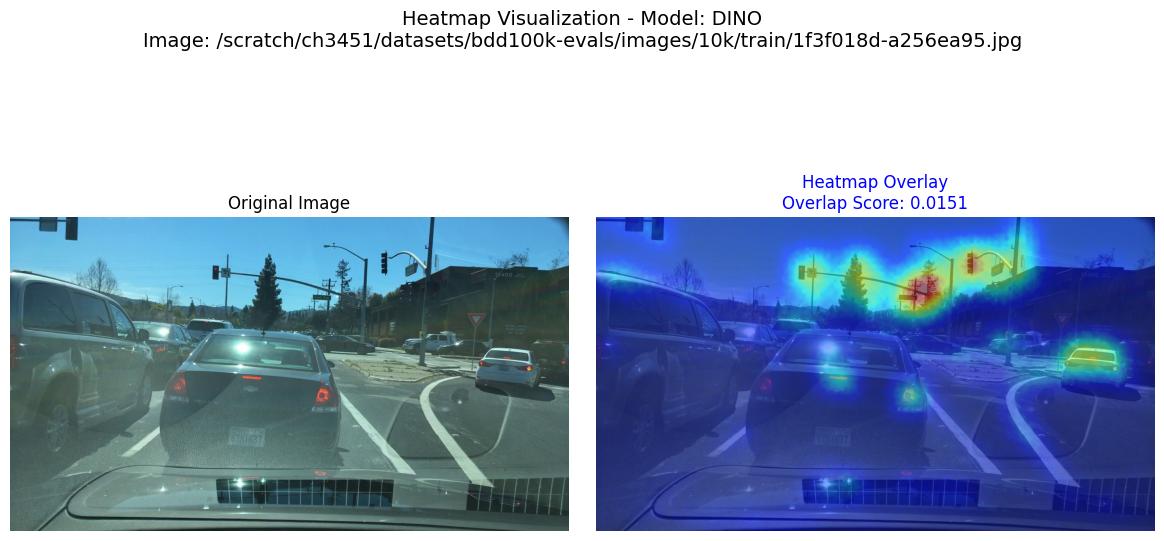 Heatmap Visualization - Model: DINO
Image: /scratch/ch3451/datasets/bdd100k-evals/images/10k/train/1f3f018d-a256ea95.jpg
Original Image
Heatmap Overlay
Overlap Score: 0.0151